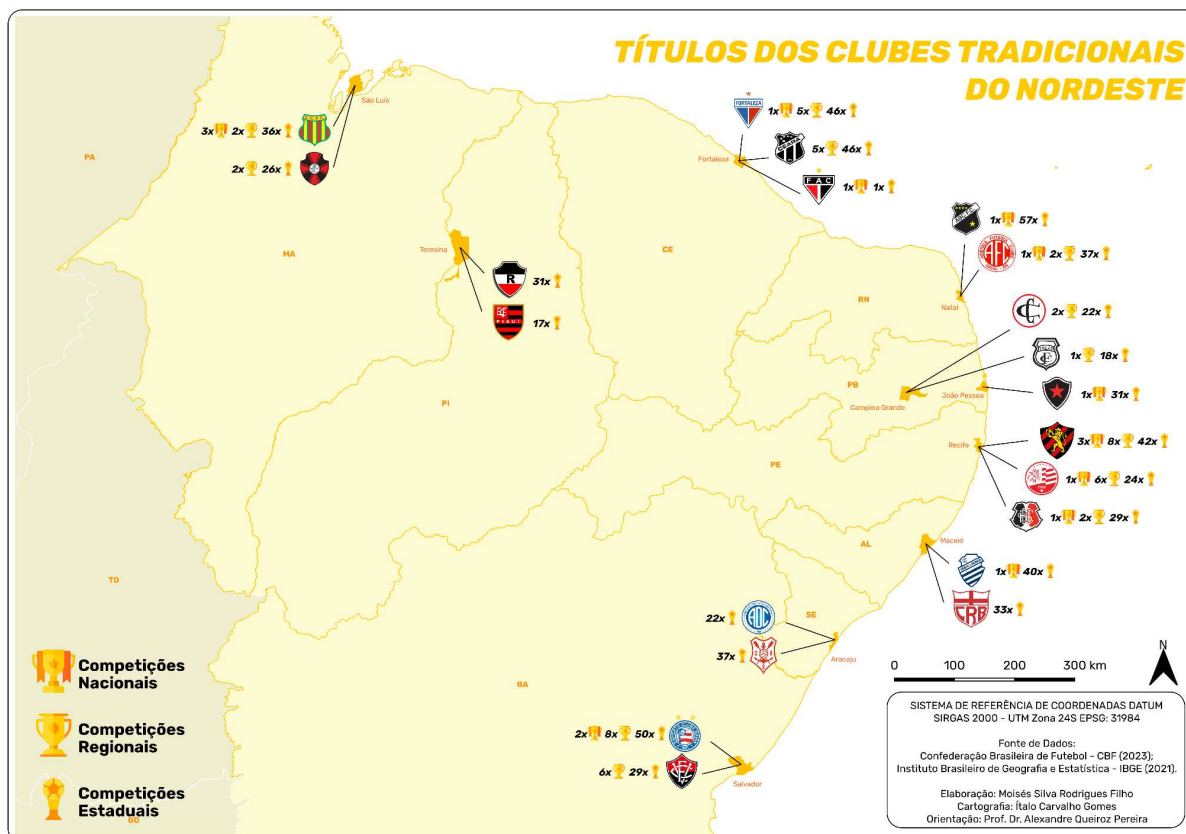 TÍTULOS DOS CLUBES TRADICIONAIS
DO NORDESTE
São Luís
3x 2x 36x
2x 26x
PA
MA
Teresina
31x
17x
PI
FORTALEZA
1x 5x 46x
Fortaleza
CEARÁ
5x 46x
FAC
1x 1x
CE
ABC F.C.
1x 57x
AFC
1x 2x 37x
Natal
RN
2x 22x
1x 18x
PB
Campina Grande
João Pessoa
1x 31x
Recife
3x 8x 42x
1x 6x 24x
1x 2x 29x
PE
AL
Maceió
1x 40x
CRB
33x
TO
22x
ADC
SE
37x
Aracaju
BA
2x 8x 50x
6x 29x
Salvador
GO
Competições
Nacionais
Competições
Regionais
Competições
Estaduais
N
0 100 200 300 km
SISTEMA DE REFERÊNCIA DE COORDENADAS DATUM
SIRGAS 2000 - UTM Zona 24S EPSG: 31984
Fonte de Dados:
Confederação Brasileira de Futebol - CBF (2023);
Instituto Brasileiro de Geografia e Estatística - IBGE (2021).
Elaboração: Moisés Silva Rodrigues Filho
Cartografia: Ítalo Carvalho Gomes
Orientação: Prof. Dr. Alexandre Queiroz Pereira